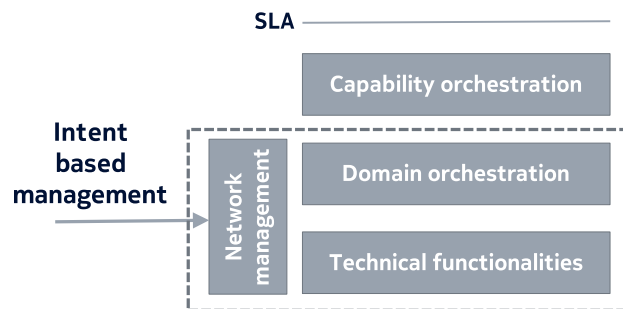 SLA
Capability orchestration
Intent
based
management
Network
management
Domain orchestration
Technical functionalities